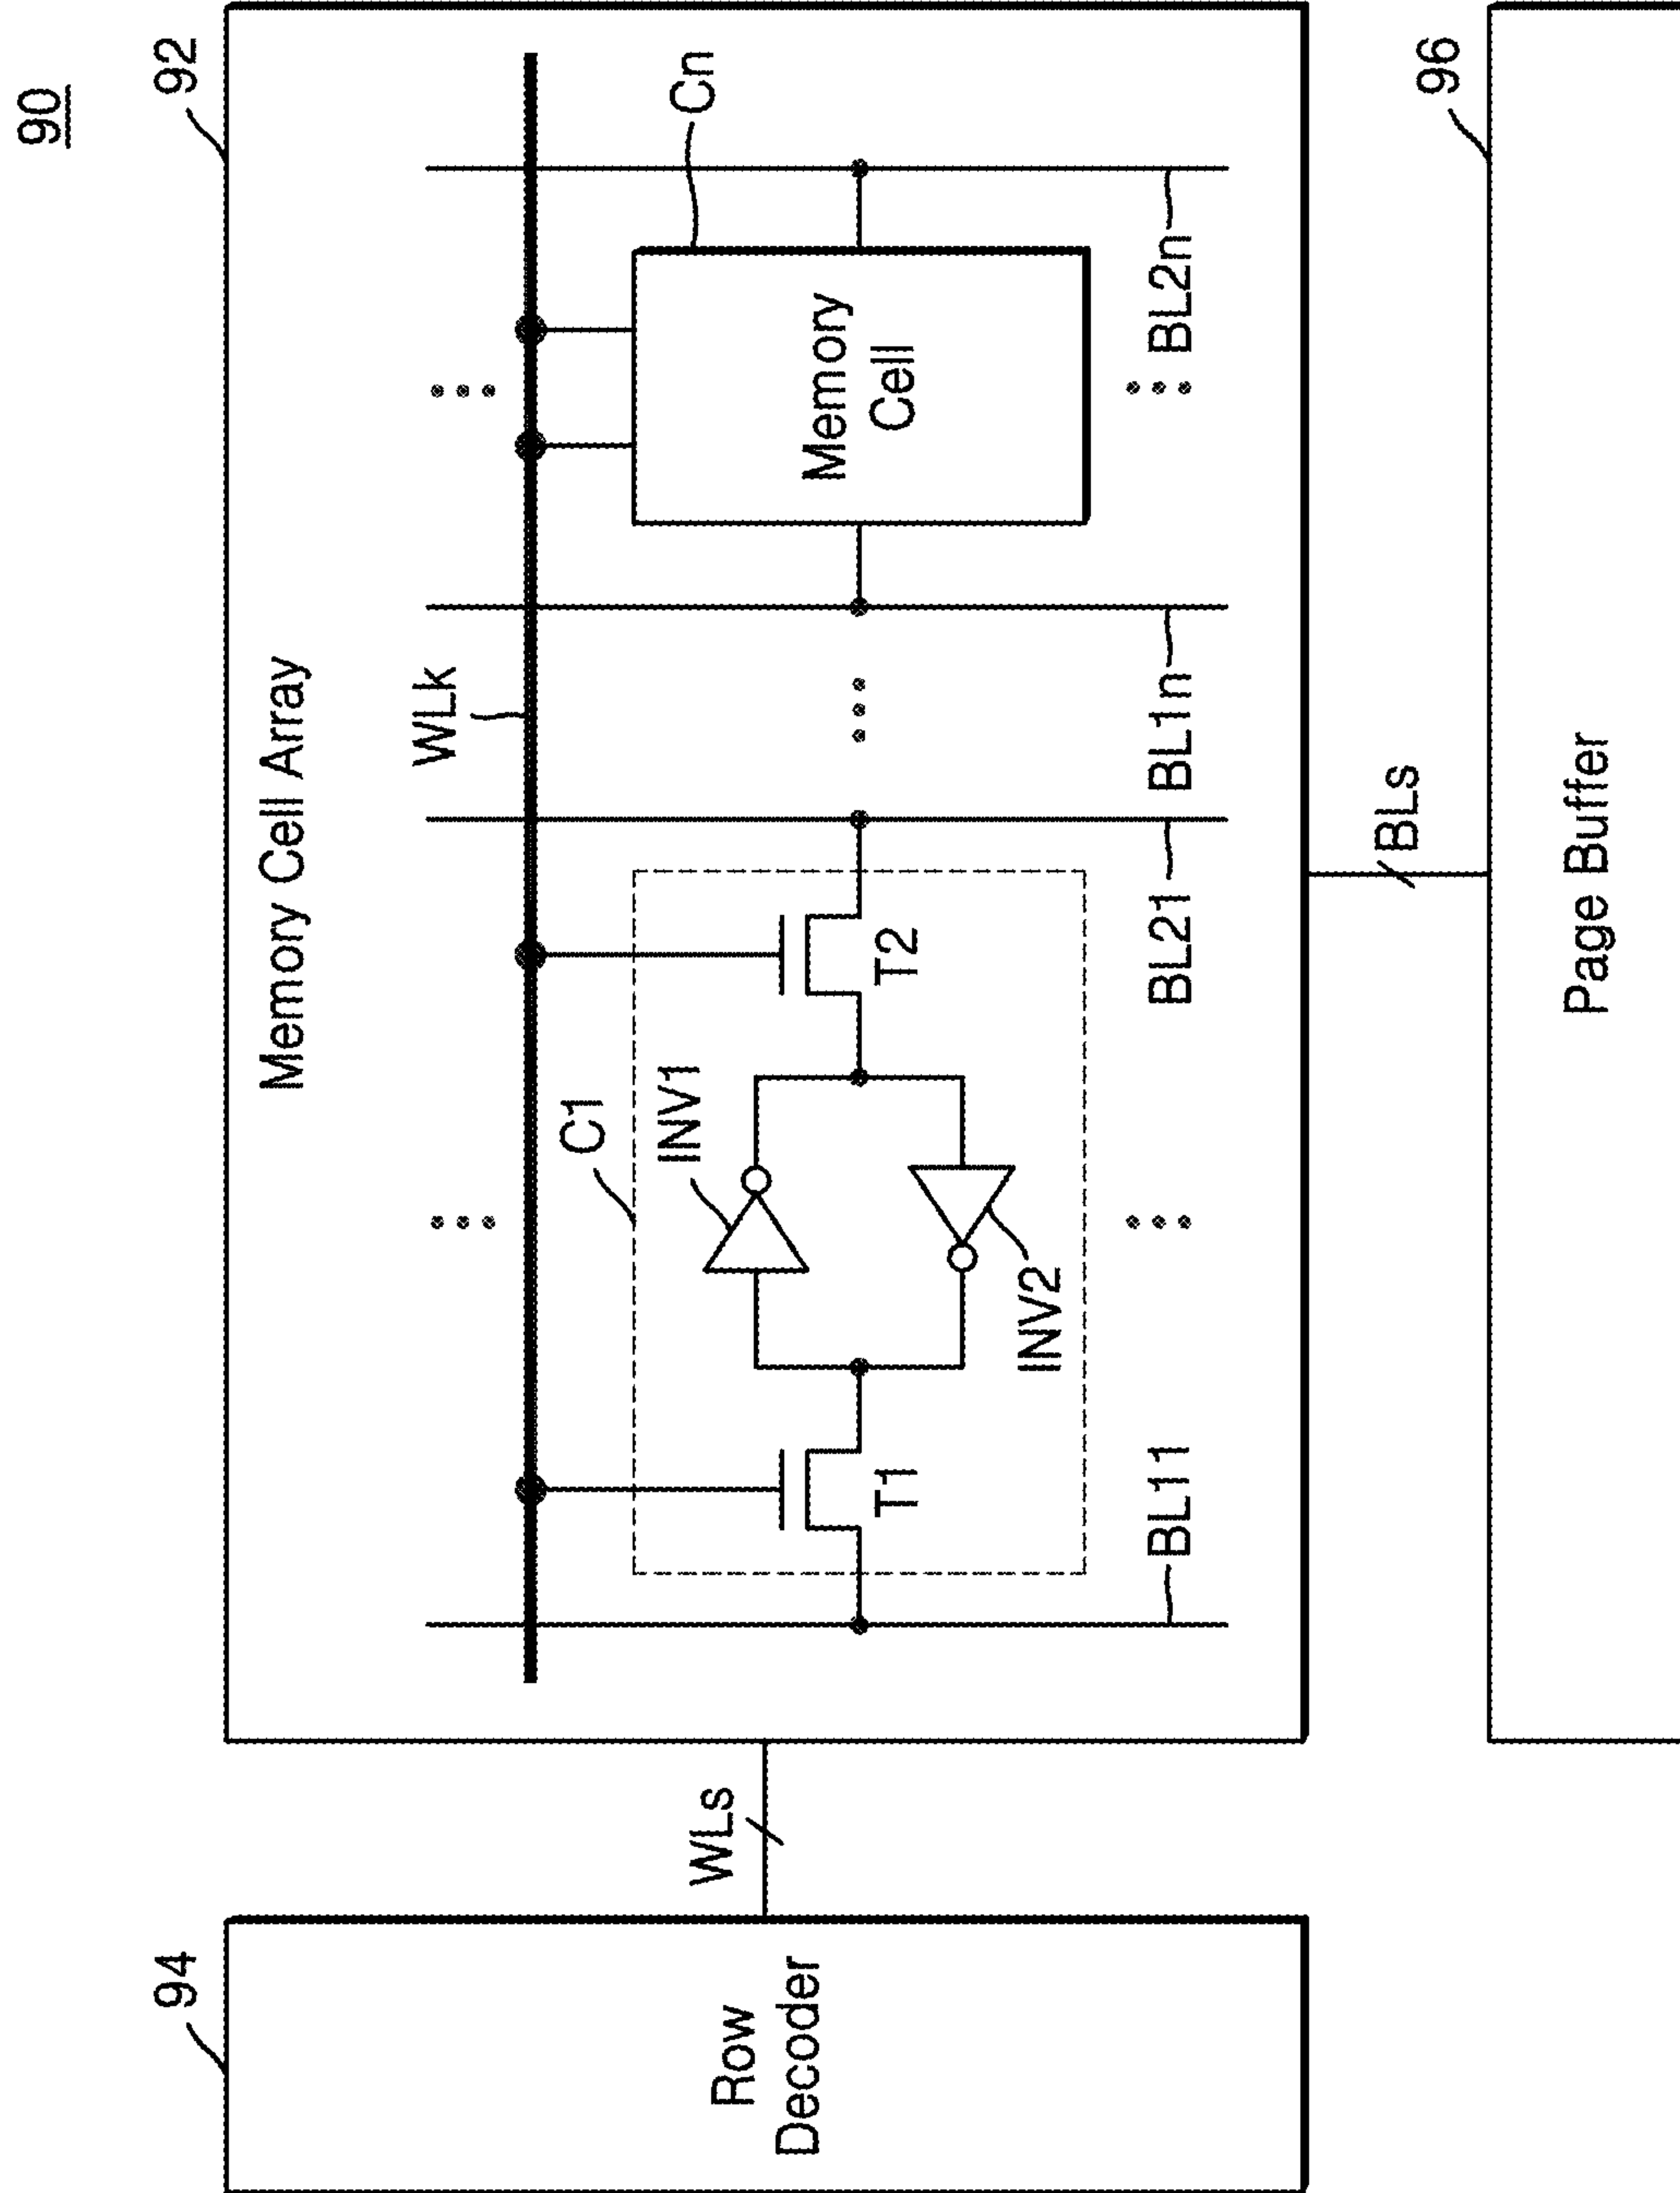 90
92
Memory Cell Array
WLk
C1
Cn
INV1
Memory
Cell
T1
T2
INV2
BL11
BL21
BL1n
BL2n
94
Row
Decoder
WLs
BLs
96
Page Buffer